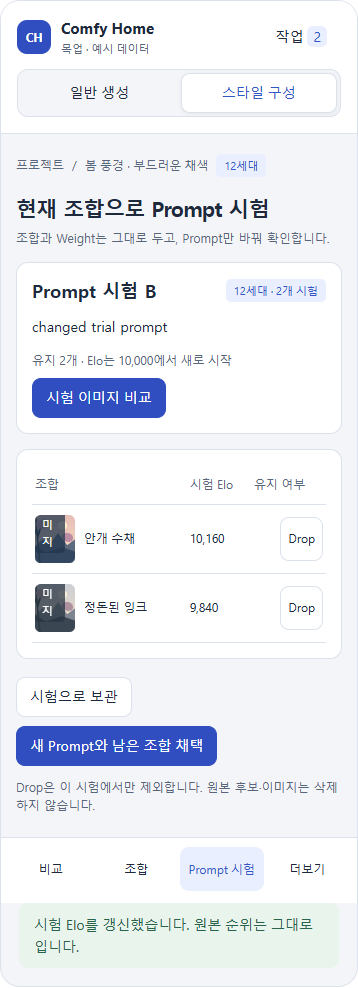 CH
Comfy Home
목업 · 예시 데이터
작업 2
일반 생성
스타일 구성
프로젝트 / 봄 풍경 · 부드러운 채색 12세대
현재 조합으로 Prompt 시험
조합과 Weight는 그대로 두고, Prompt만 바꿔 확인합니다.
Prompt 시험 B
12세대 · 2개 시험
changed trial prompt
유지 2개 · Elo는 10,000에서 새로 시작
시험 이미지 비교
조합 시험 Elo 유지 여부
미
지
안개 수채 10,160 Drop
미
지
정돈된 잉크 9,840 Drop
시험으로 보관
새 Prompt와 남은 조합 채택
Drop은 이 시험에서만 제외합니다. 원본 후보·이미지는 삭제
하지 않습니다.
비교 조합 Prompt 시험 더보기
시험 Elo를 갱신했습니다. 원본 순위는 그대로
입니다.